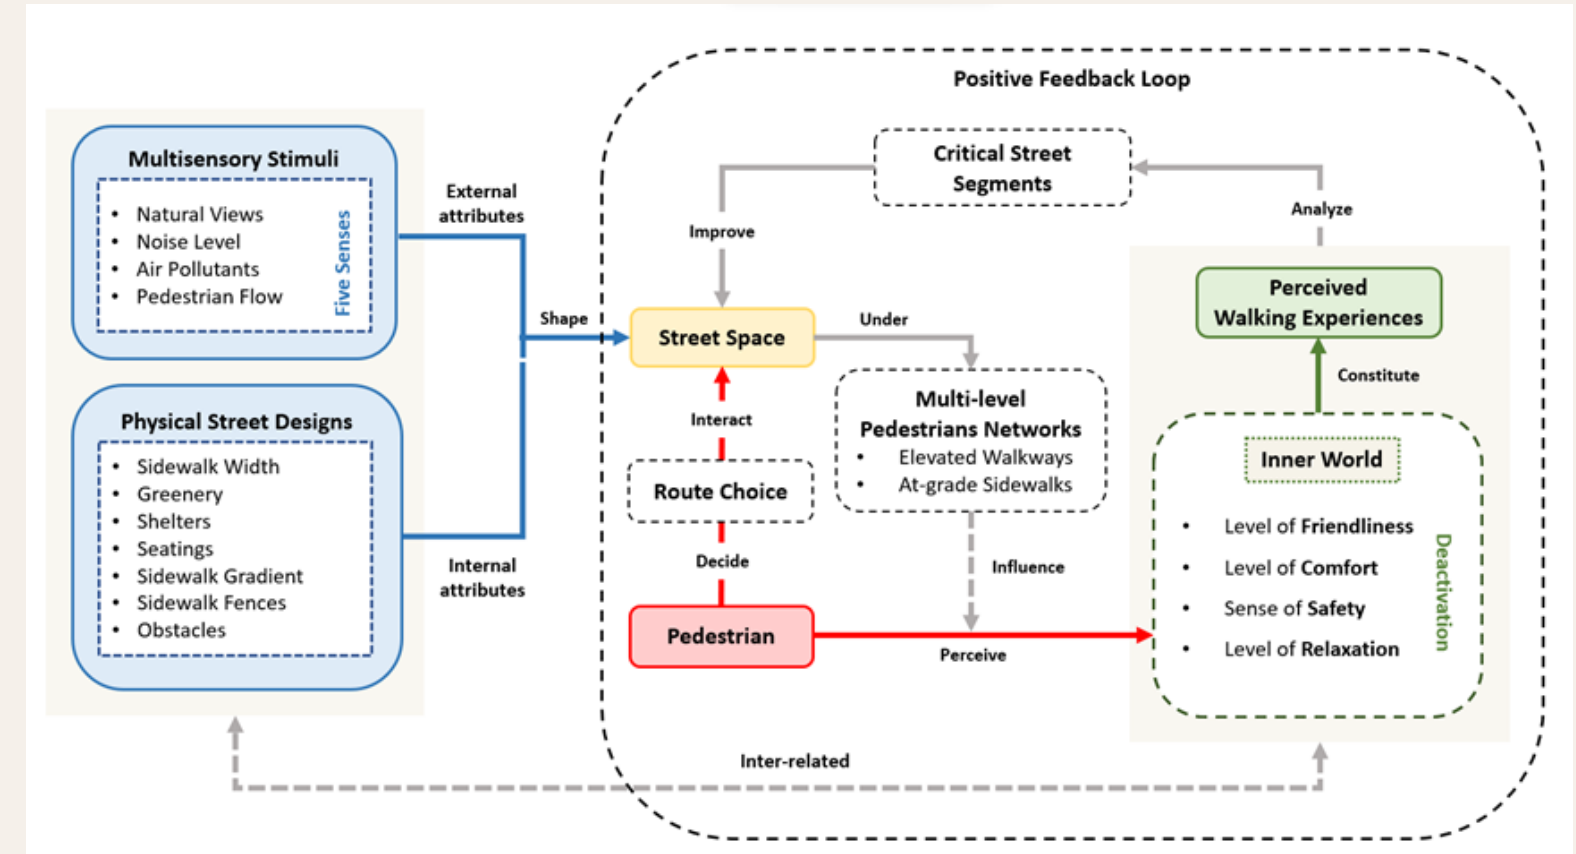 Positive Feedback Loop
Multisensory Stimuli
• Natural Views
• Noise Level
• Air Pollutants
• Pedestrian Flow
Five Senses
External
attributes
Physical Street Designs
• Sidewalk Width
• Greenery
• Shelters
• Seatings
• Sidewalk Gradient
• Sidewalk Fences
• Obstacles
Internal
attributes
Shape
Critical Street
Segments
Improve
Analyze
Street Space
Under
Interact
Route Choice
Decide
Pedestrian
Multi-level
Pedestrians Networks
• Elevated Walkways
• At-grade Sidewalks
Influence
Perceive
Perceived
Walking Experiences
Constitute
Inner World
• Level of Friendliness
• Level of Comfort
• Sense of Safety
• Level of Relaxation
Deactivation
Inter-related